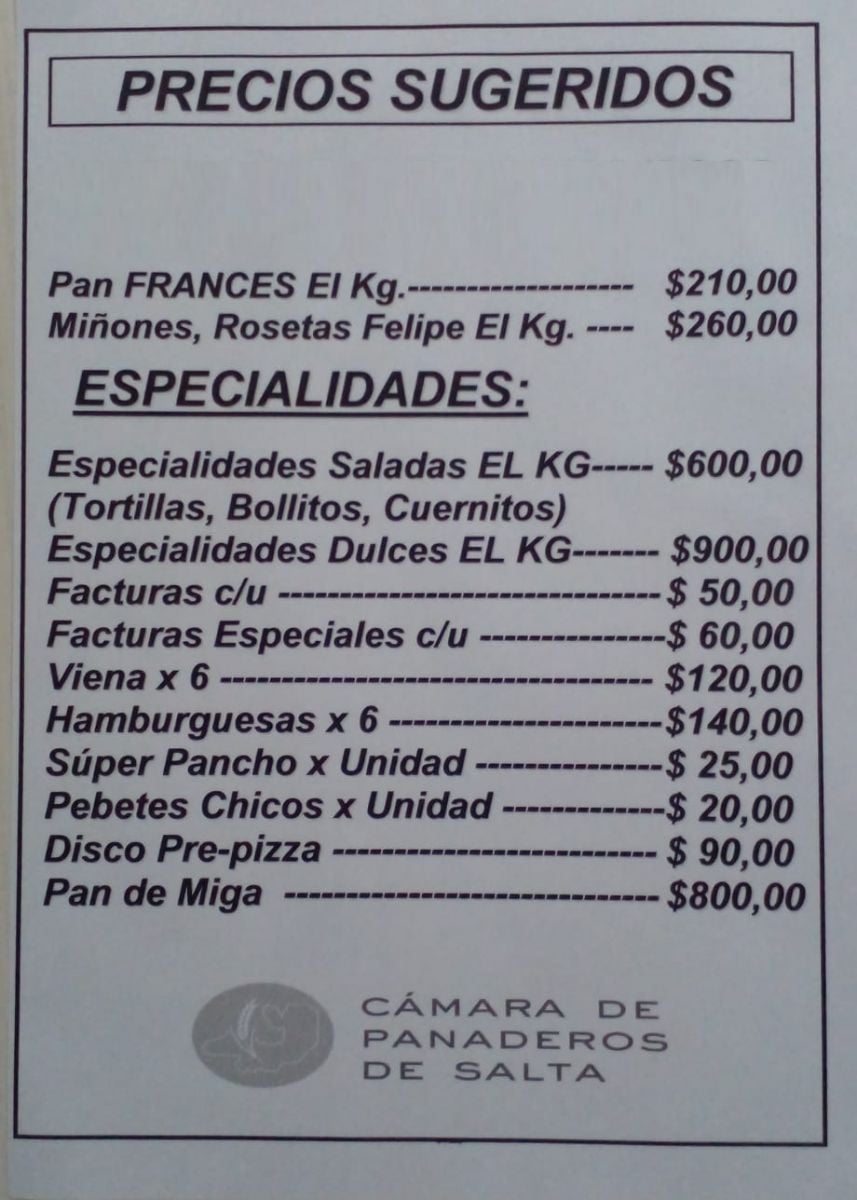 PRECIOS SUGERIDOS
Pan FRANCES El Kg.------------------- $210,00
Miñones, Rosetas Felipe El Kg. ---- $260,00
ESPECIALIDADES:
Especialidades Saladas EL KG----- $600,00
(Tortillas, Bollitos, Cuernitos)
Especialidades Dulces EL KG------- $900,00
Facturas c/u -------------------------------- $ 50,00
Facturas Especiales c/u ---------------$ 60,00
Viena x 6 ------------------------------------ $120,00
Hamburguesas x 6 -----------------------$140,00
Súper Pancho x Unidad ----------------$ 25,00
Pebetes Chicos x Unidad --------------$ 20,00
Disco Pre-pizza --------------------------- $ 90,00
Pan de Miga ------------------------------- $800,00
CÁMARA DE
PANADEROS
DE SALTA